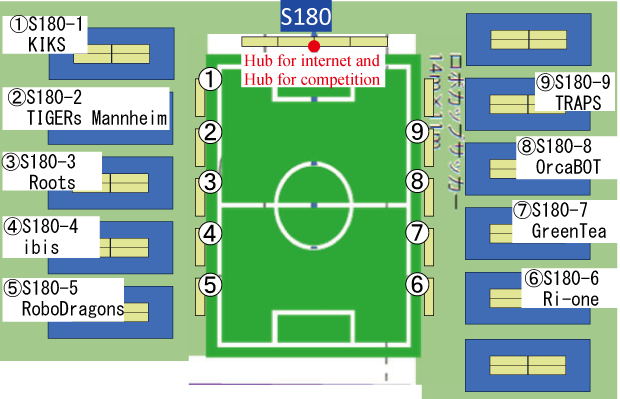 S180
Hub for internet and
Hub for competition
①S180-1
KIKS
②S180-2
TIGERs Mannheim
③S180-3
Roots
④S180-4
ibis
⑤S180-5
RoboDragons
①
②
③
④
⑤
⑨
⑧
⑦
⑥
ロボカップサッカー
14m×11m
⑨S180-9
TRAPS
⑧S180-8
OrcaBOT
⑦S180-7
GreenTea
⑥S180-6
Ri-one